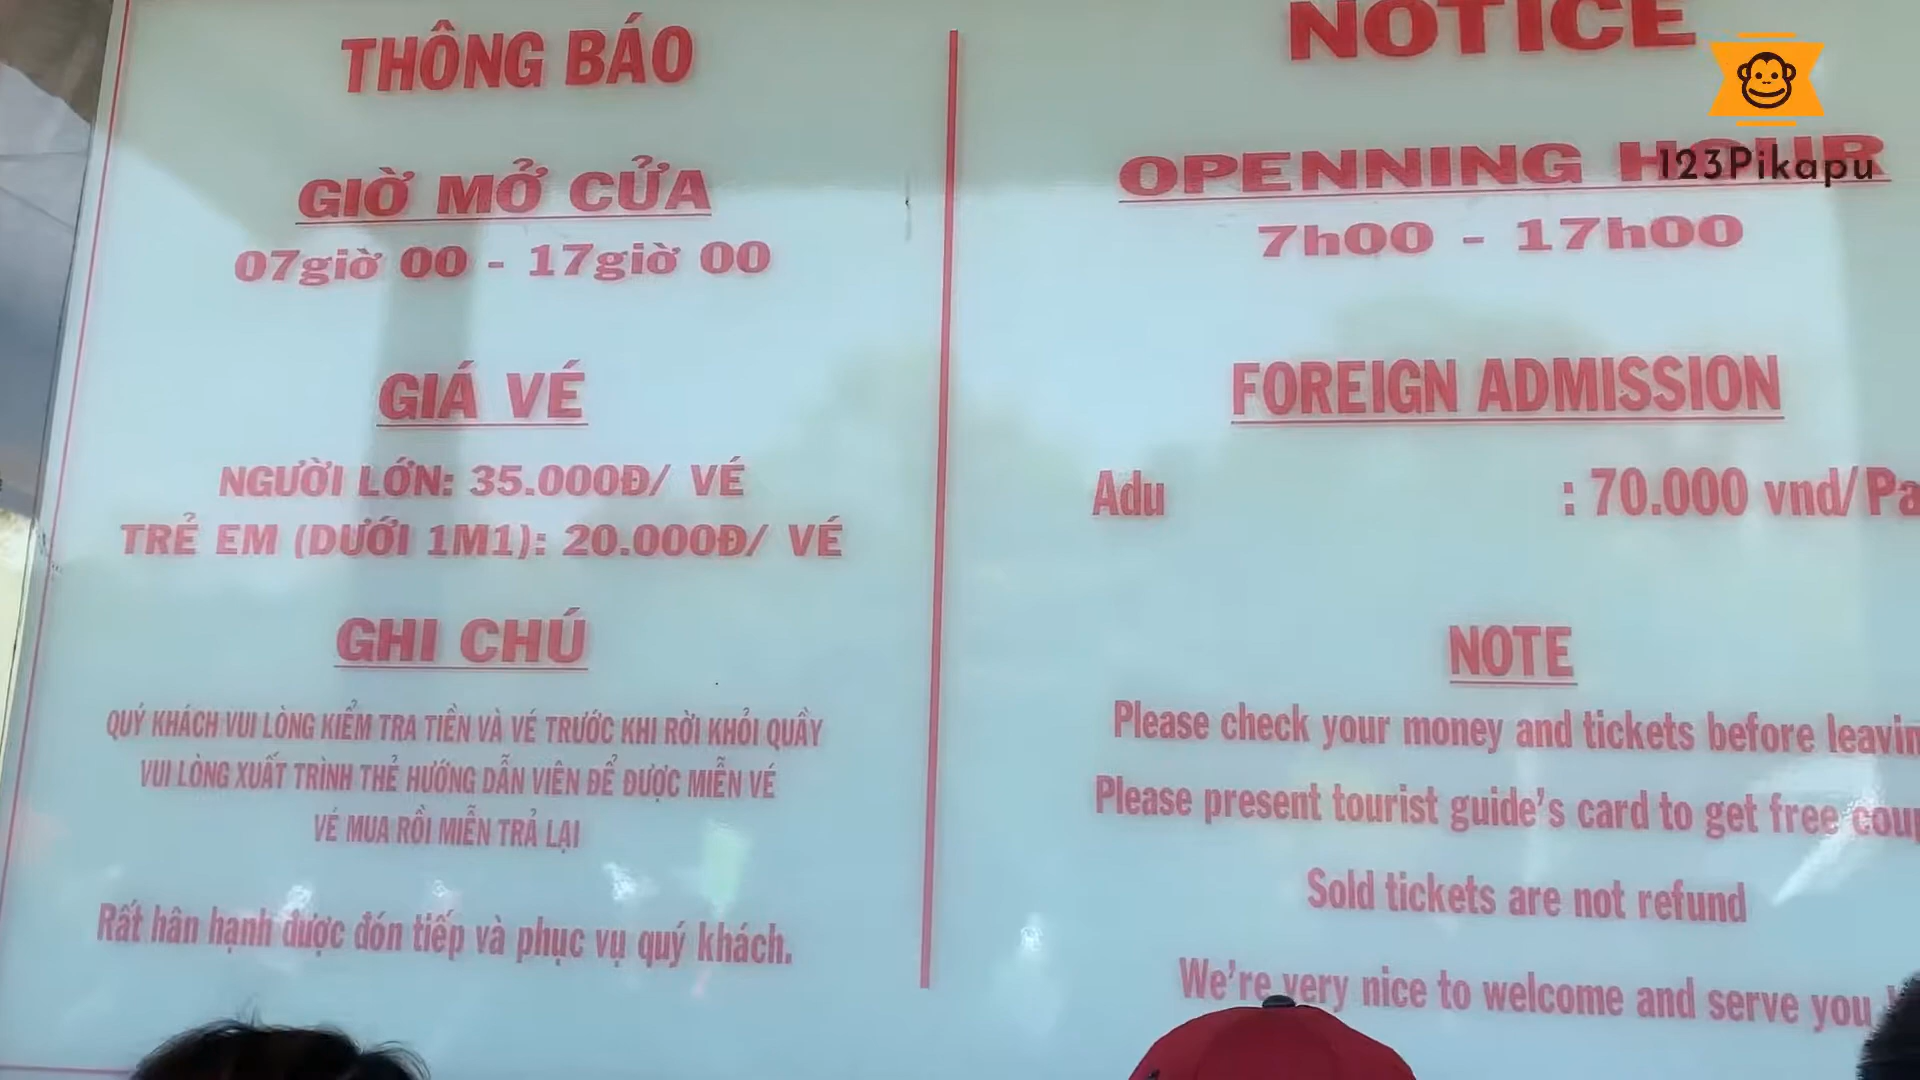 THÔNG BÁO
GIỜ MỞ CỬA
07giờ 00 - 17giờ 00
GIÁ VÉ
NGƯỜI LỚN: 35.000Đ/ VÉ
TRẺ EM (DƯỚI 1M1): 20.000Đ/ VÉ
GHI CHÚ
QUÝ KHÁCH VUI LÒNG KIỂM TRA TIỀN VÀ VÉ TRƯỚC KHI RỜI KHỎI QUẦY
VUI LÒNG XUẤT TRÌNH THẺ HƯỚNG DẪN VIÊN ĐỂ ĐƯỢC MIỄN VÉ
VÉ MUA RỒI MIỄN TRẢ LẠI
Rất hân hạnh được đón tiếp và phục vụ quý khách.
NOTICE
OPENNING HOUR
7h00 - 17h00
FOREIGN ADMISSION
Adu : 70.000 vnd/Pa
NOTE
Please check your money and tickets before leavin
Please present tourist guide's card to get free coup
Sold tickets are not refund
We're very nice to welcome and serve you
123Pikapu